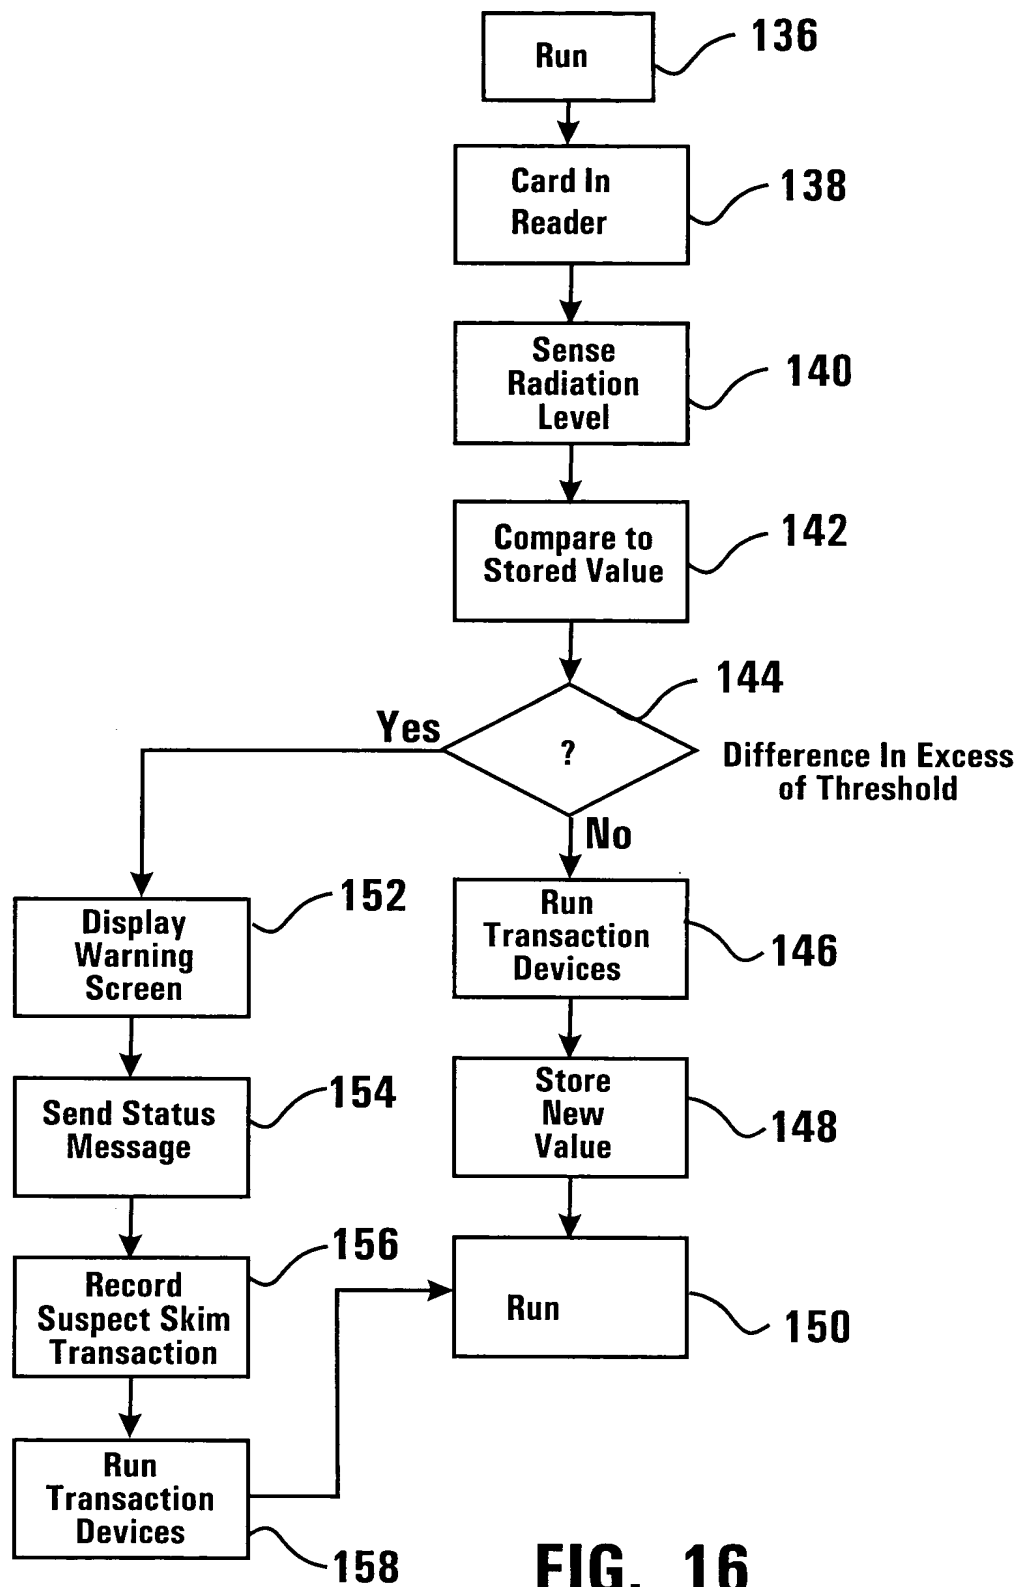 Run
136
Card In
Reader
138
Sense
Radiation
Level
140
Compare to
Stored Value
142
144
Yes
?
Difference In Excess
of Threshold
No
152
Display
Warning
Screen
Run
Transaction
Devices
146
154
Send Status
Message
Store
New
Value
148
156
Record
Suspect Skim
Transaction
Run
150
Run
Transaction
Devices
158
FIG. 16